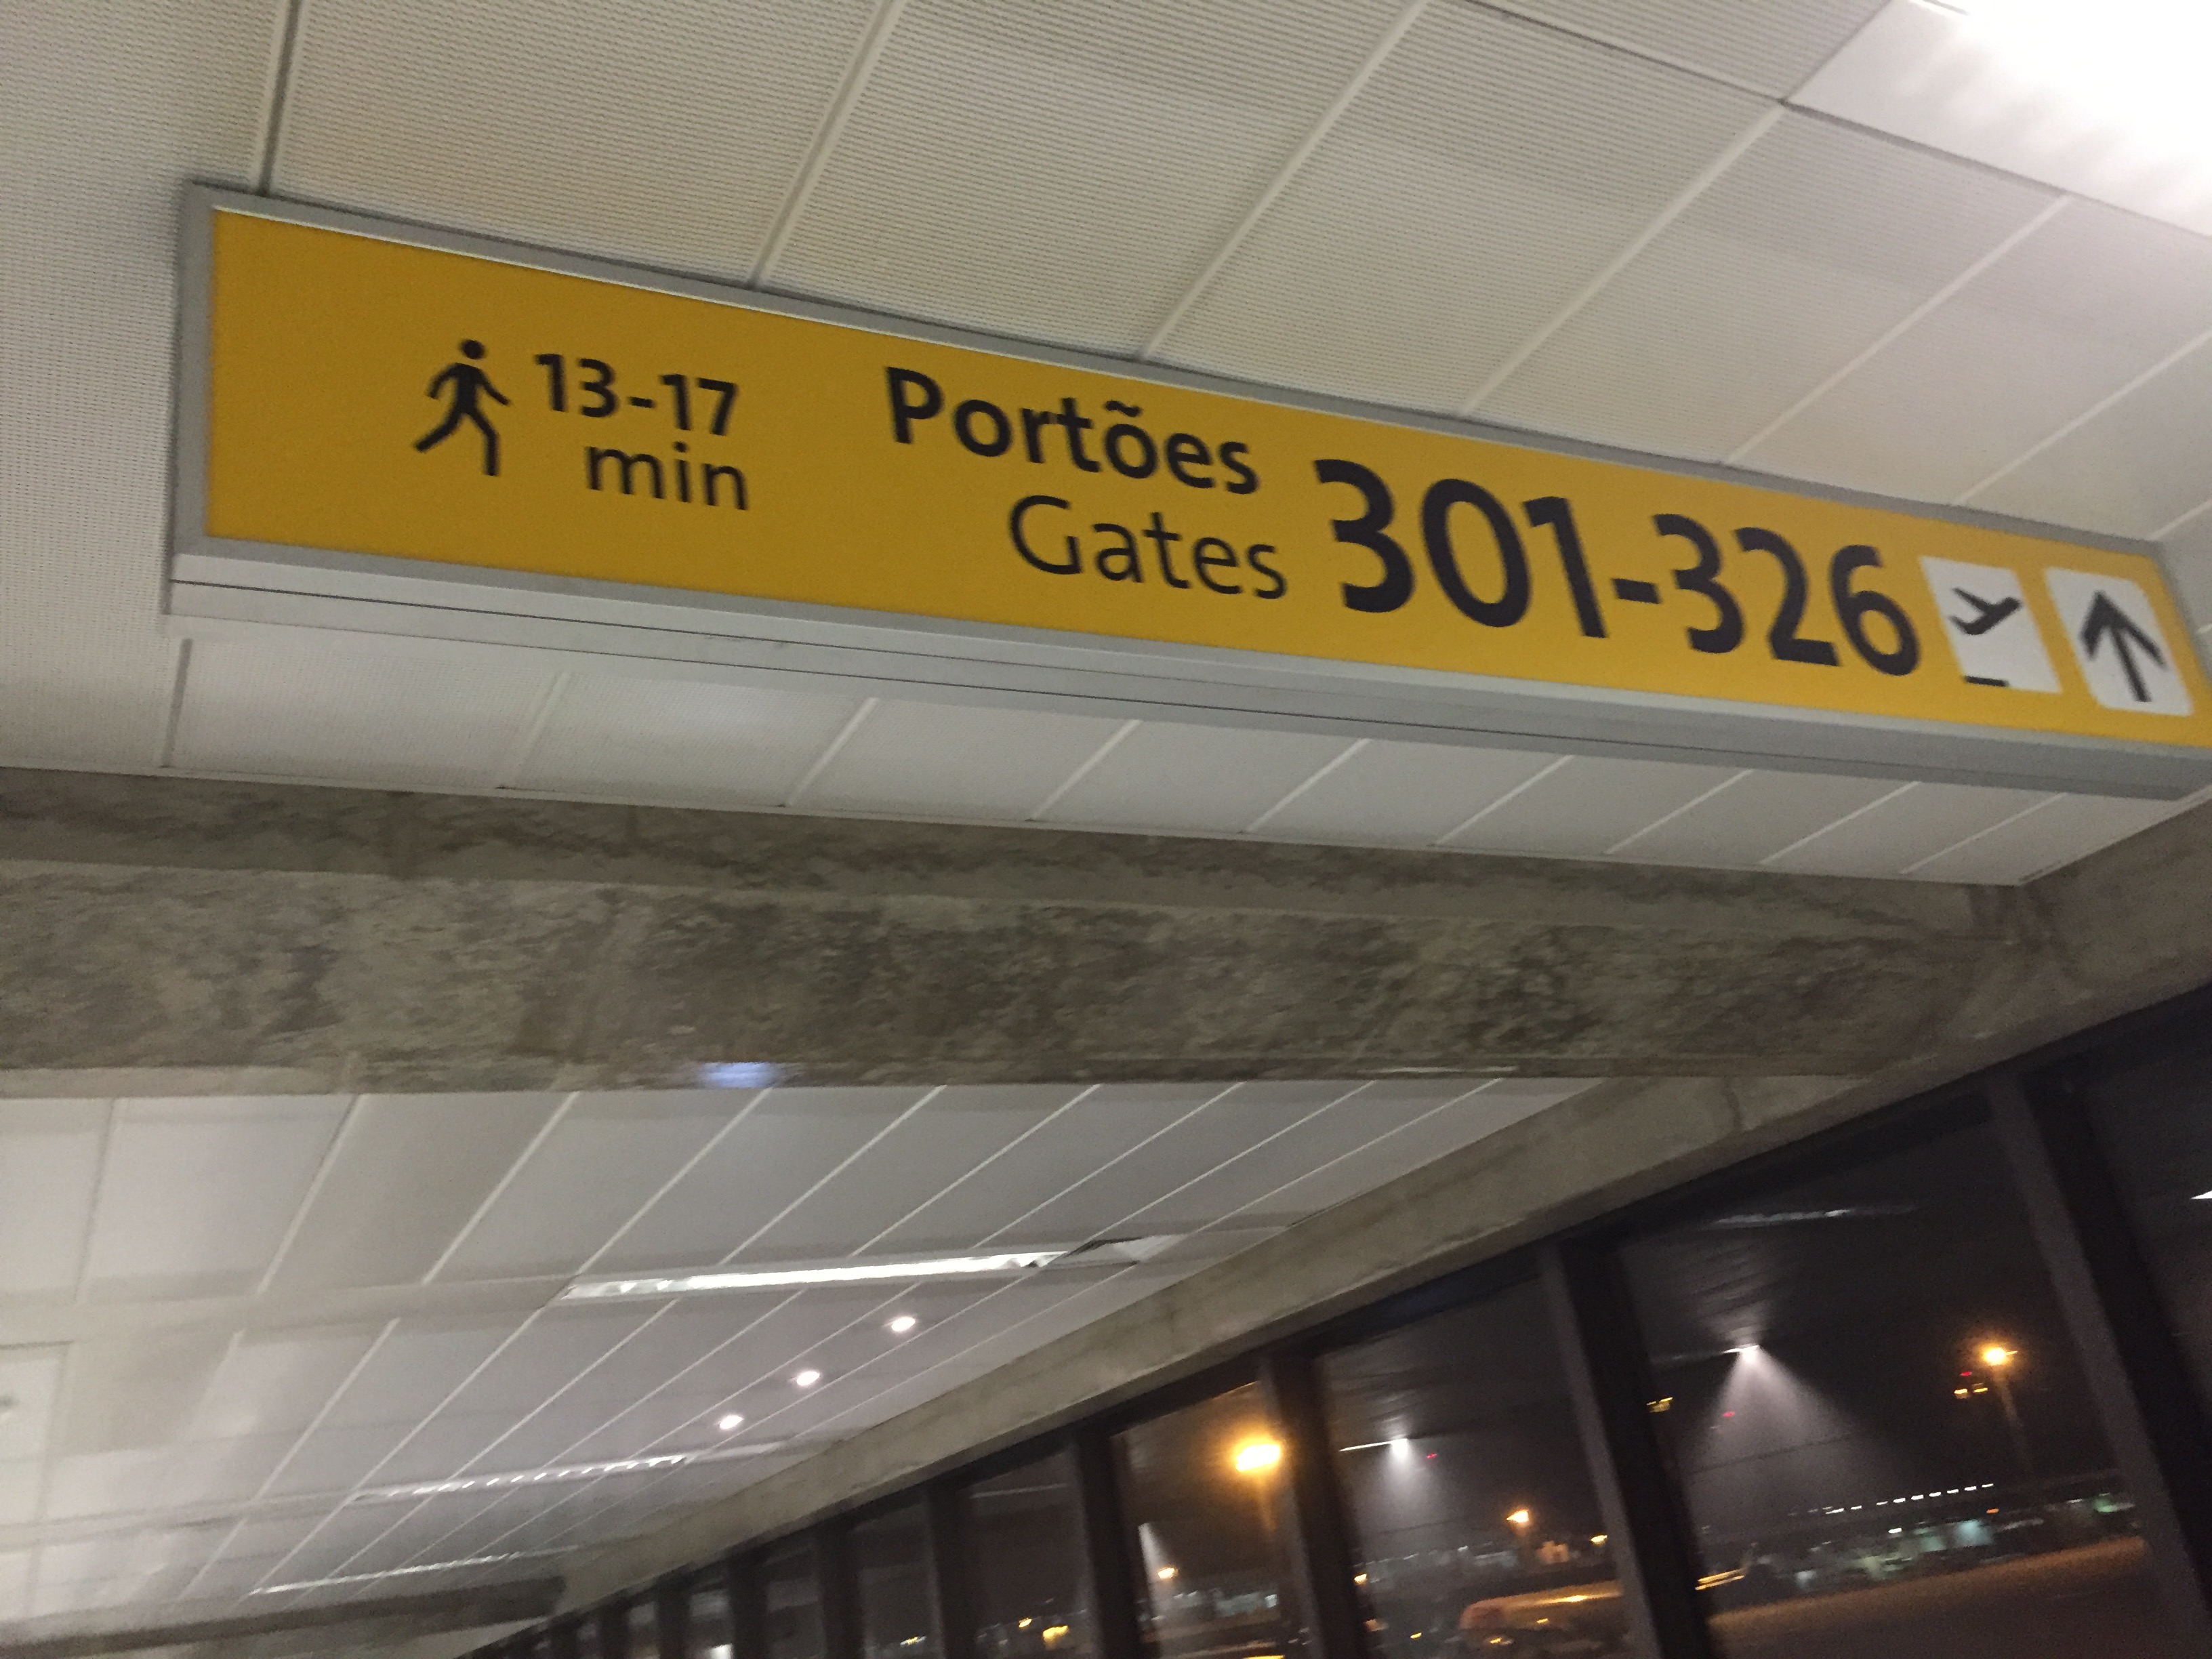 13-17
min
Portões
Gates
301-326